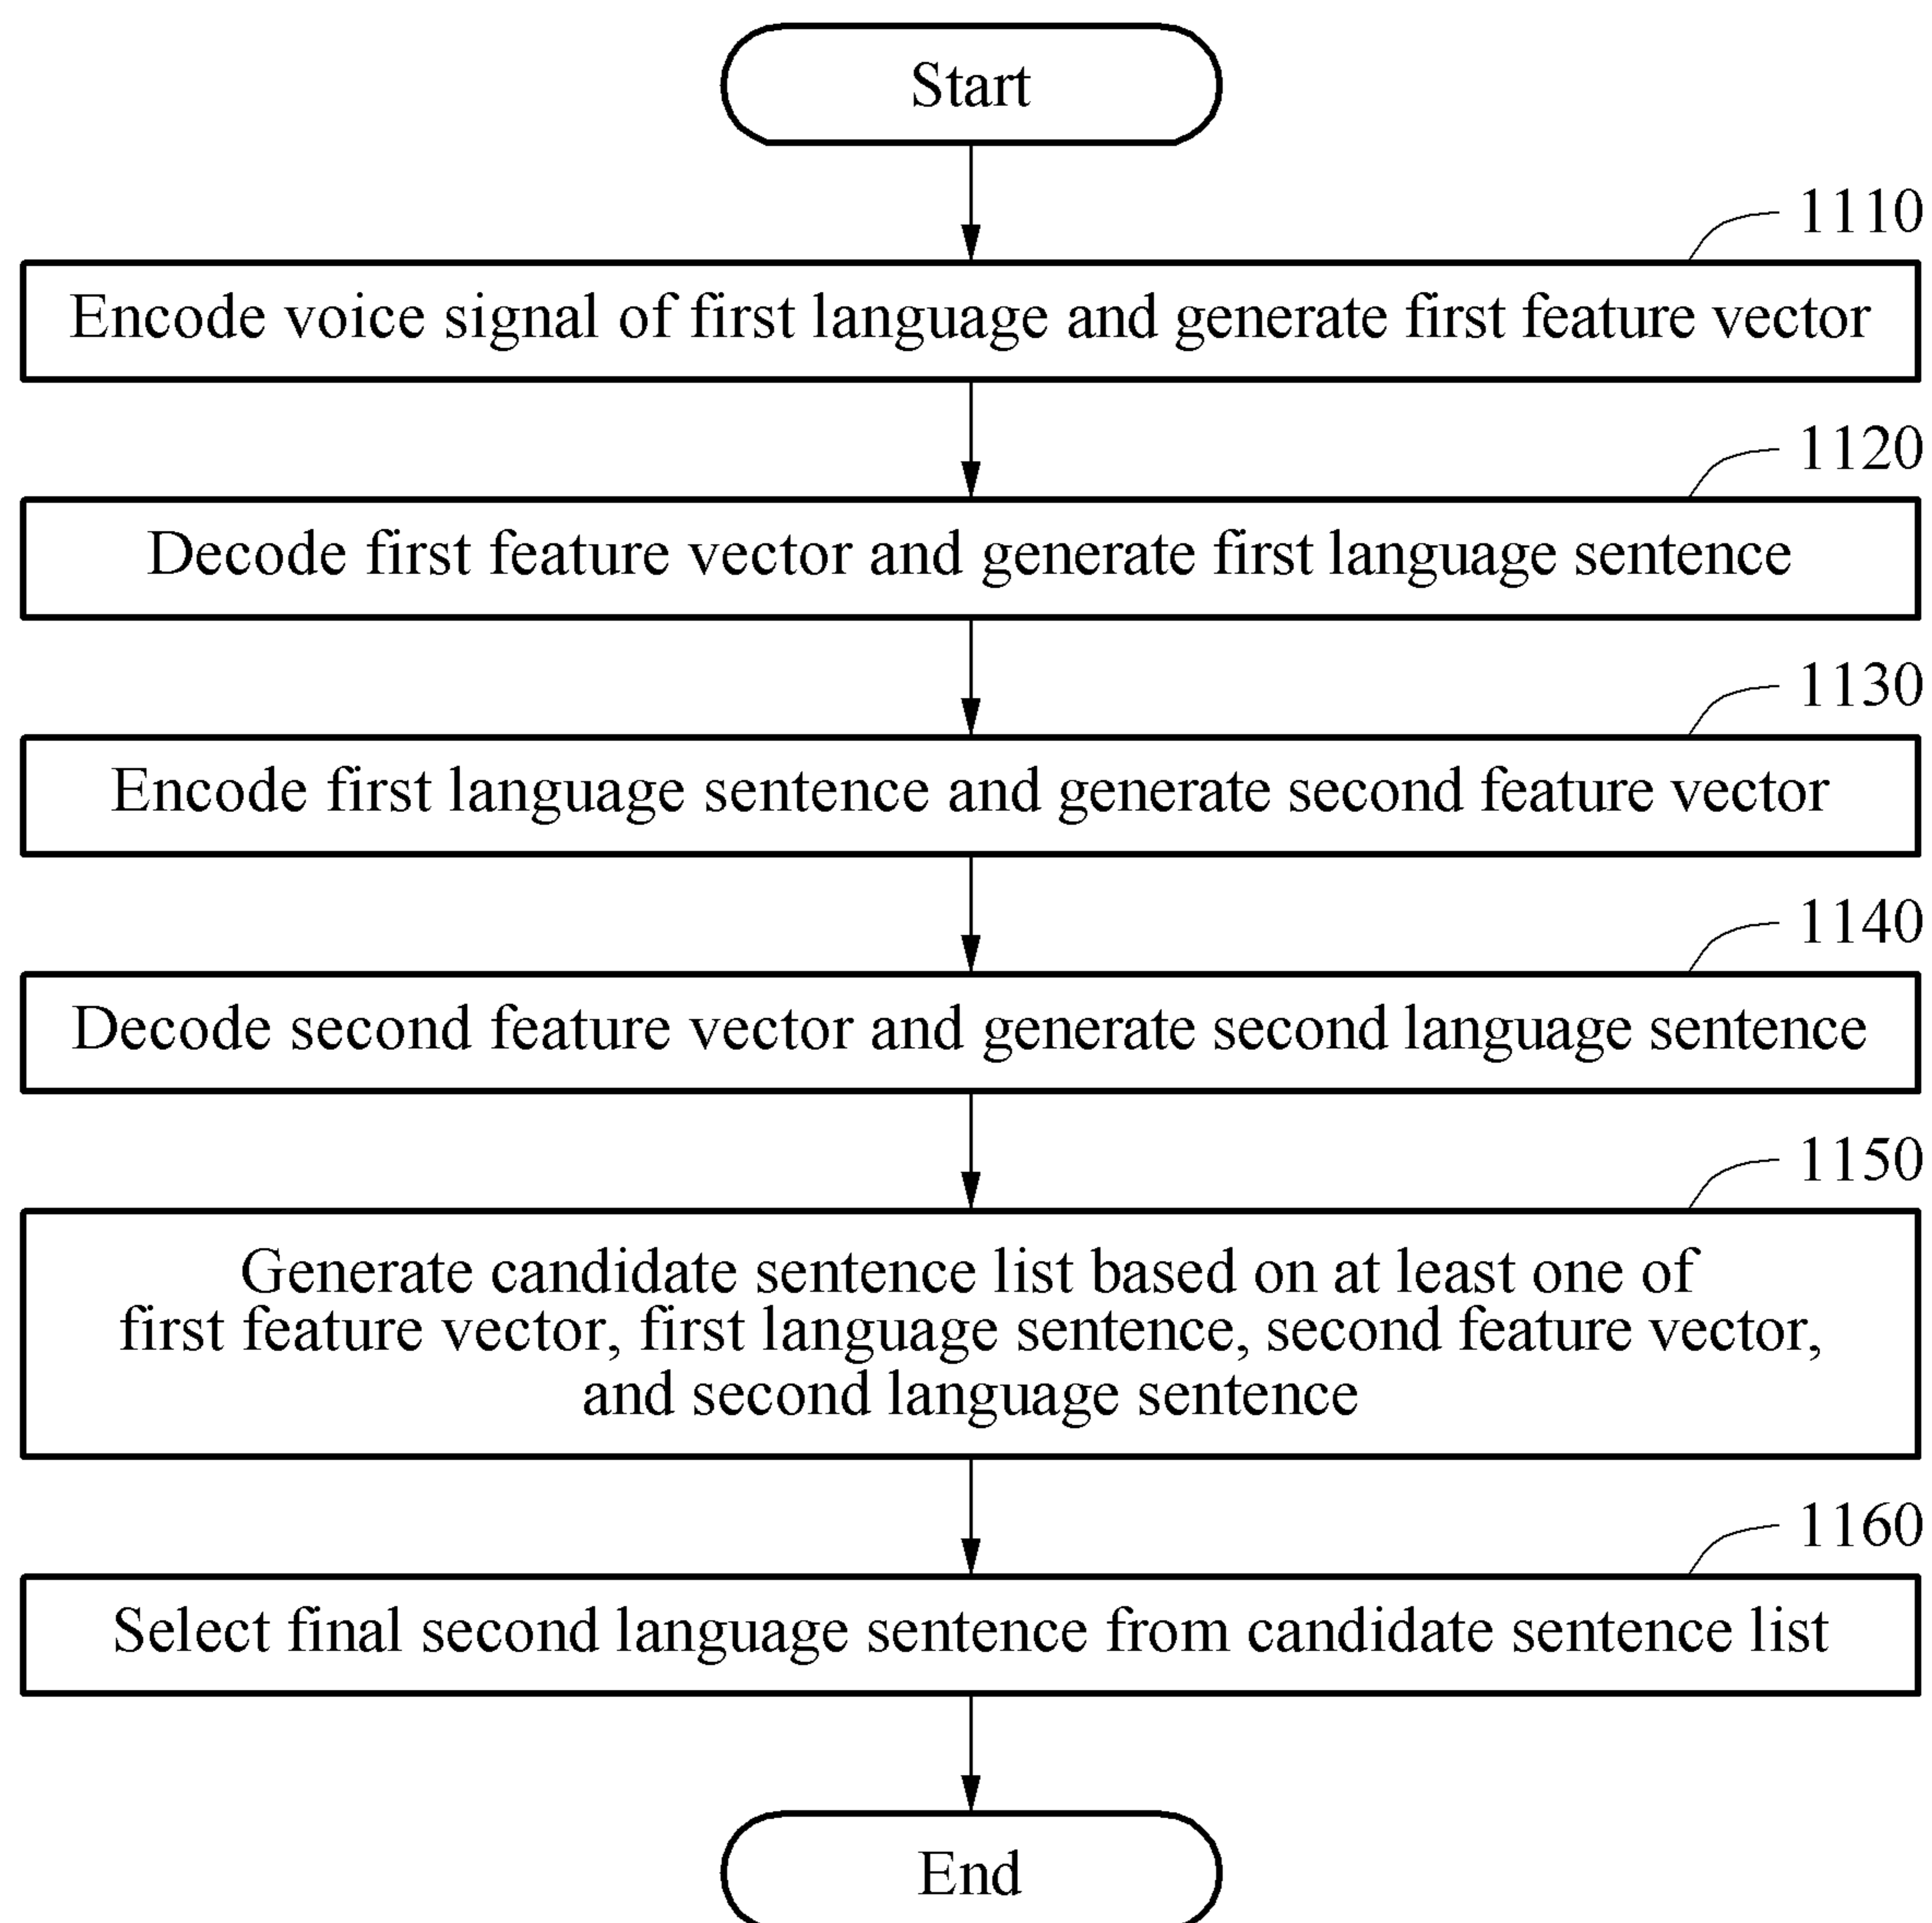 Start
1110
Encode voice signal of first language and generate first feature vector
1120
Decode first feature vector and generate first language sentence
1130
Encode first language sentence and generate second feature vector
1140
Decode second feature vector and generate second language sentence
1150
Generate candidate sentence list based on at least one of
first feature vector, first language sentence, second feature vector,
and second language sentence
1160
Select final second language sentence from candidate sentence list
End